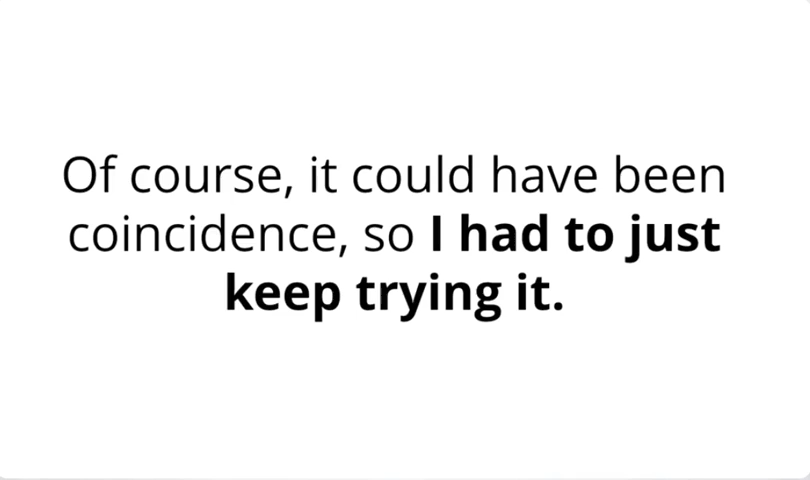 Of course, it could have been
coincidence, so I had to just
keep trying it.